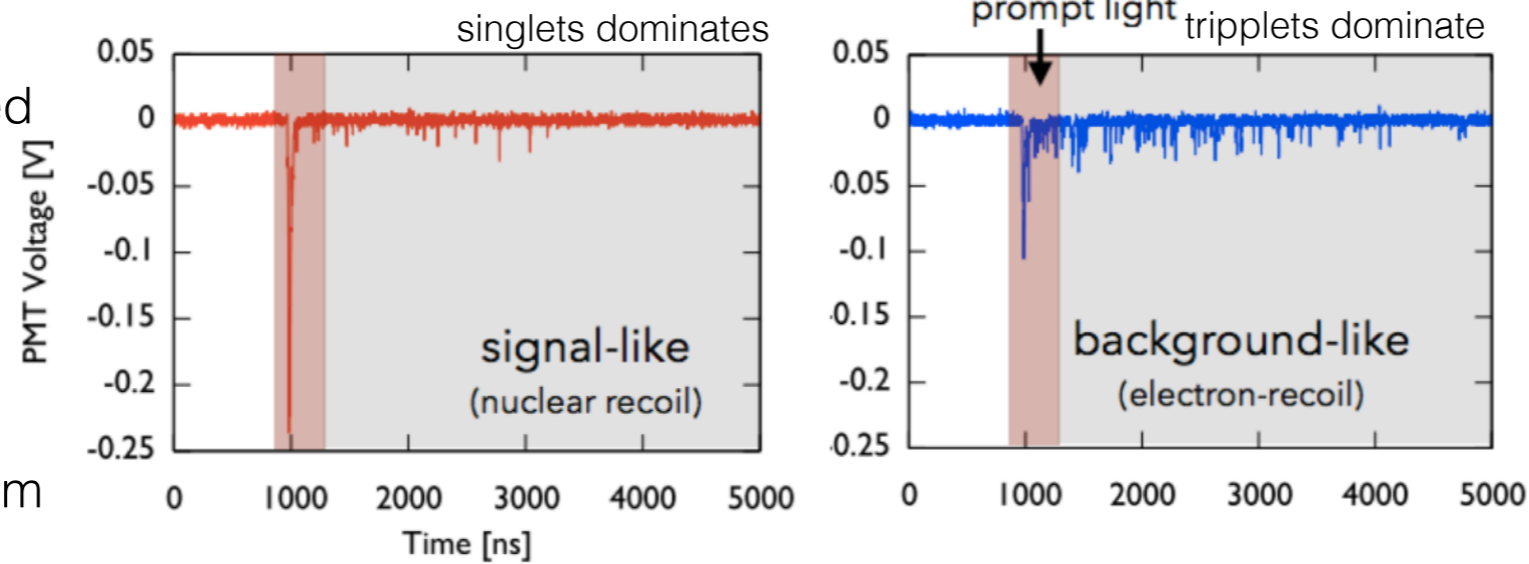 singlets dominates
prompt light
tripplets dominate
ed
m
PMT Voltage [V]
0.05
0
-0.05
-0.1
-0.15
-0.2
-0.25
signal-like
(nuclear recoil)
0 1000 2000 3000 4000 5000
Time [ns]
0.05
0
.0.05
-0.1
.0.15
-0.2
.0.25
background-like
(electron-recoil)
0 1000 2000 3000 4000 5000